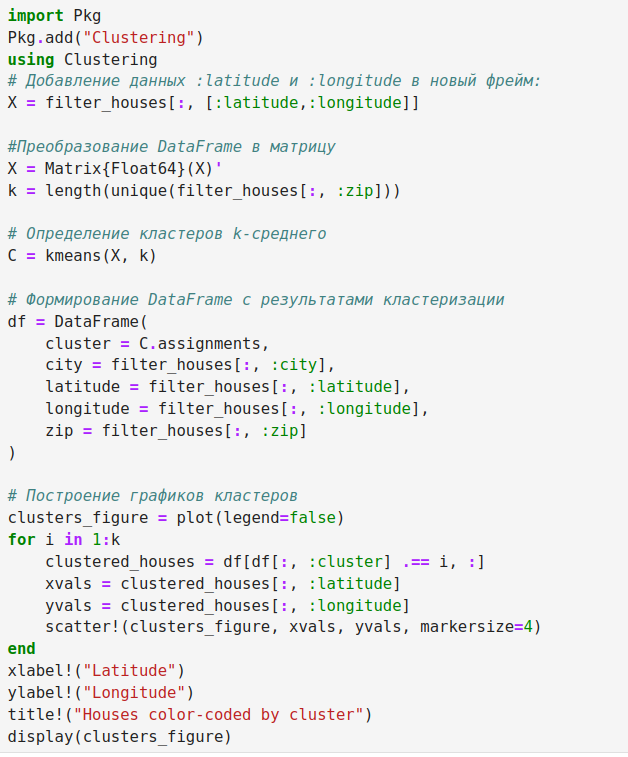 import Pkg
Pkg.add("Clustering")
using Clustering
# Добавление данных :latitude и :longitude в новый фрейм:
X = filter_houses[:, [:latitude,:longitude]]
#Преобразование DataFrame в матрицу
X = Matrix{Float64}(X)'
k = length(unique(filter_houses[:, :zip]))
# Определение кластеров k-среднего
C = kmeans(X, k)
# Формирование DataFrame с результатами кластеризации
df = DataFrame(
    cluster = C.assignments,
    city = filter_houses[:, :city],
    latitude = filter_houses[:, :latitude],
    longitude = filter_houses[:, :longitude],
    zip = filter_houses[:, :zip]
)
# Построение графиков кластеров
clusters_figure = plot(legend=false)
for i in 1:k
    clustered_houses = df[df[:, :cluster] .== i, :]
    xvals = clustered_houses[:, :latitude]
    yvals = clustered_houses[:, :longitude]
    scatter!(clusters_figure, xvals, yvals, markersize=4)
end
xlabel!("Latitude")
ylabel!("Longitude")
title!("Houses color-coded by cluster")
display(clusters_figure)